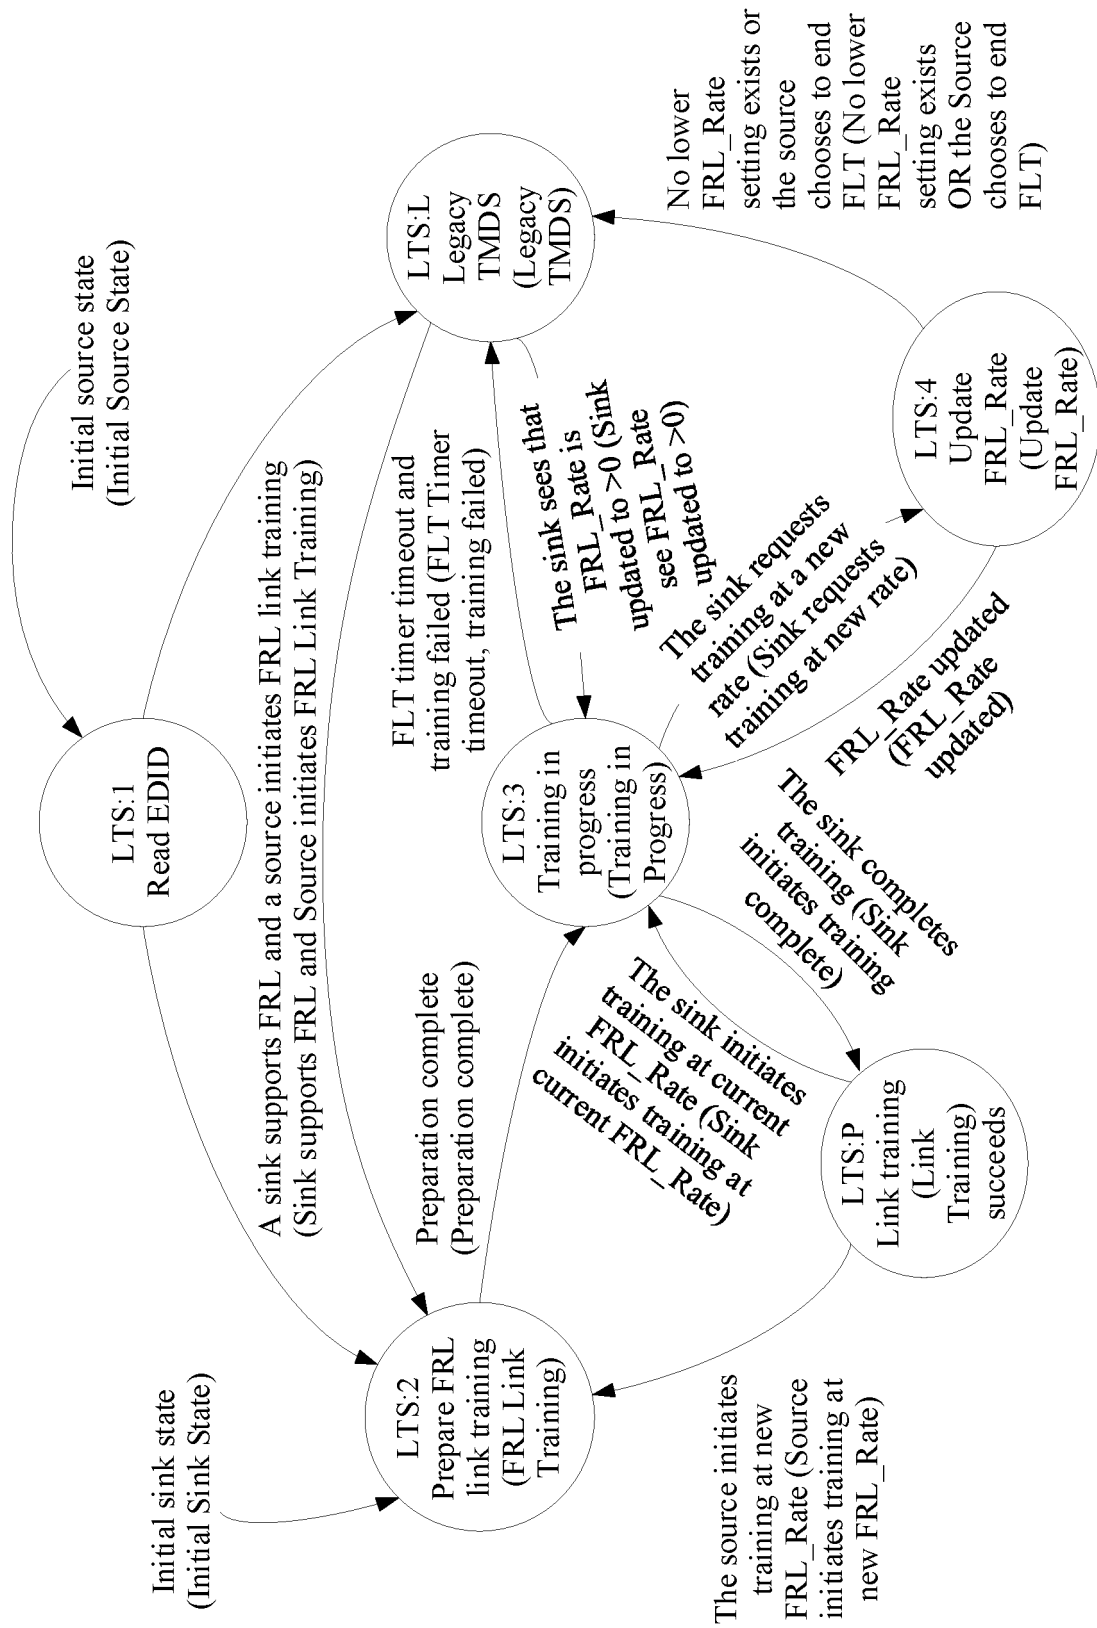 Initial sink state
(Initial Sink State)
Initial source state
(Initial Source State)
LTS:1
Read EDID
A sink supports FRL and a source initiates FRL link training
(Sink supports FRL and Source initiates FRL Link Training)
LTS:2
Prepare FRL
link training
(FRL Link
Training)
Preparation complete
(Preparation complete)
FLT timer timeout and
training failed (FLT Timer
timeout, training failed)
LTS:L
Legacy
TMDS
(Legacy
TMDS)
LTS:3
Training in
progress
(Training in
Progress)
The sink sees that
FRL_Rate is
updated to >0 (Sink
see FRL_Rate
updated to >0)
The sink initiates
training at current
FRL_Rate (Sink
initiates training at
current FRL_Rate)
The sink requests
training at a new
rate (Sink requests
training at new rate)
The source initiates
training at new
FRL_Rate (Source
initiates training at
new FRL_Rate)
LTS:P
Link training
(Link
Training)
succeeds
The sink completes
training (Sink
initiates training
complete)
FRL_Rate updated
(FRL_Rate
updated)
LTS:4
Update
FRL_Rate
(Update
FRL_Rate)
No lower
FRL_Rate
setting exists or
the source
chooses to end
FLT (No lower
FRL_Rate
setting exists
OR the Source
chooses to end
FLT)